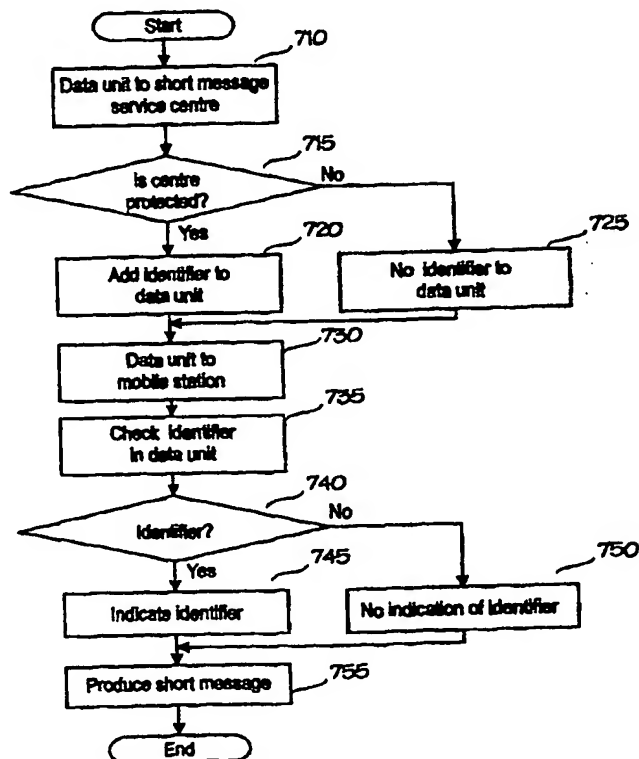 Start
710
Data unit to short message
service centre
715
Is centre
protected?
No
Yes
720
725
Add identifier to
data unit
No identifier to
data unit
730
Data unit to
mobile station
735
Check identifier
in data unit
740
Identifier?
No
Yes
745
750
Indicate identifier
No indication of identifier
755
Produce short message
End